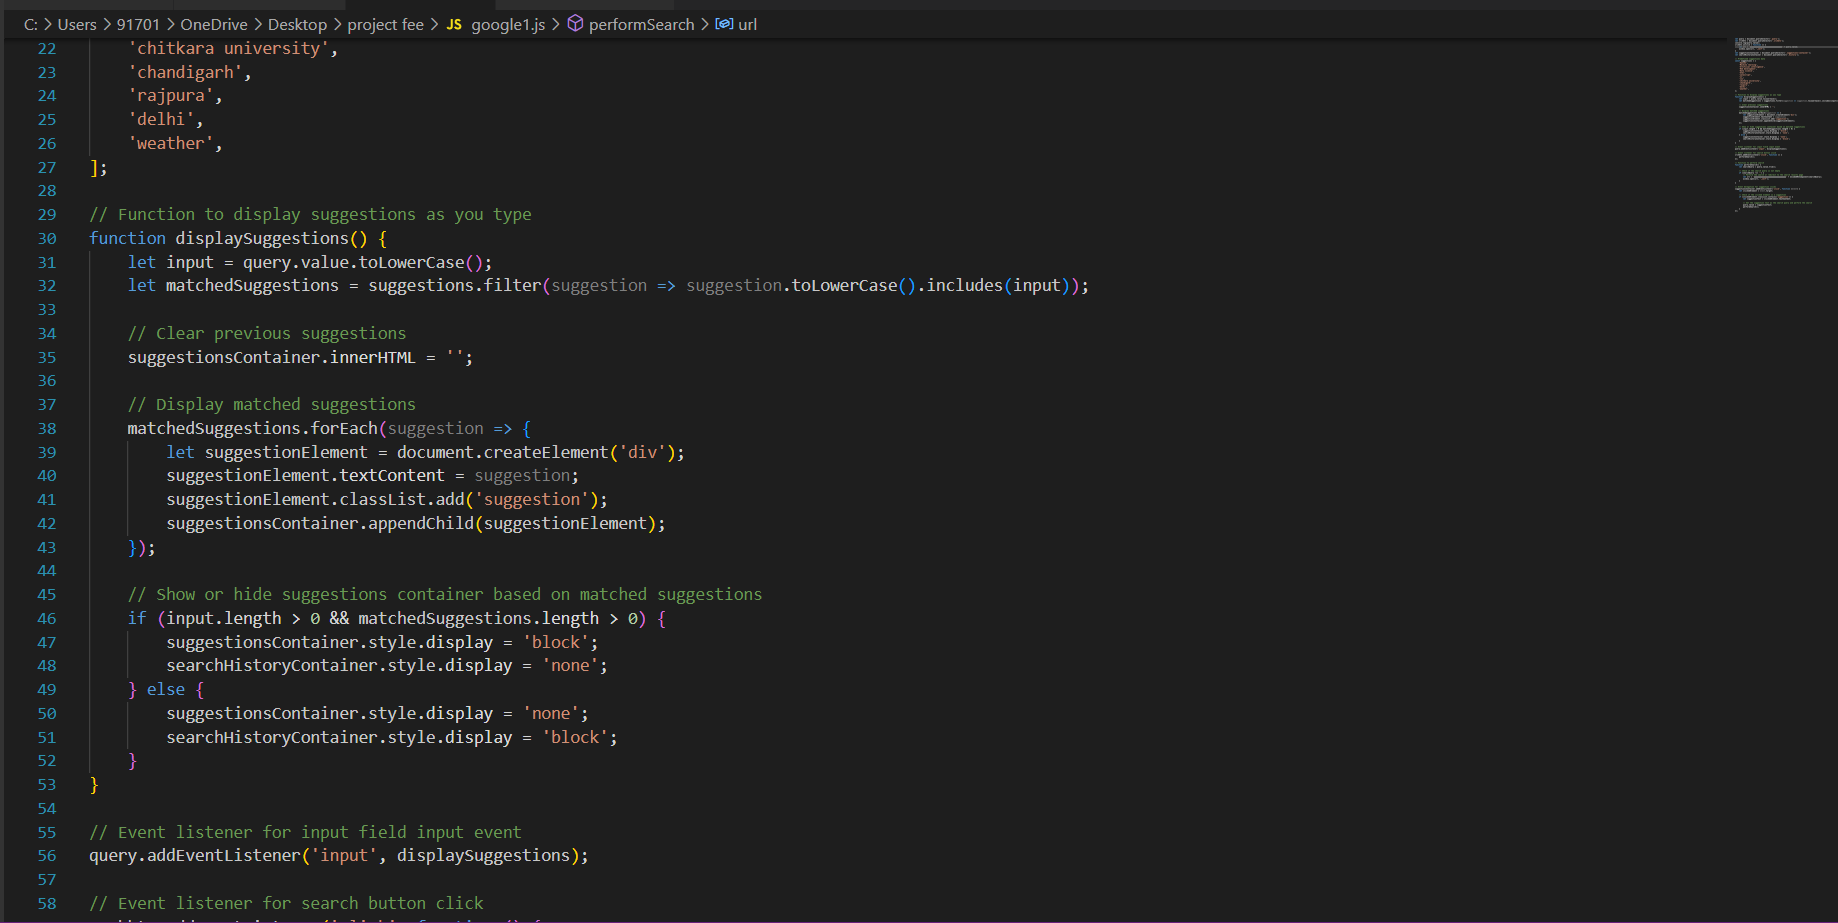 C: > Users > 91701 > OneDrive > Desktop > project fee > JS google1.js > performSearch > url
22 'chitkara university',
23 'chandigarh',
24 'rajpura',
25 'delhi',
26 'weather',
27 ];
28
29 // Function to display suggestions as you type
30 function displaySuggestions() {
31 let input = query.value.toLowerCase();
32 let matchedSuggestions = suggestions.filter(suggestion => suggestion.toLowerCase().includes(input));
33
34 // Clear previous suggestions
35 suggestionsContainer.innerHTML = '';
36
37 // Display matched suggestions
38 matchedSuggestions.forEach(suggestion => {
39 let suggestionElement = document.createElement('div');
40 suggestionElement.textContent = suggestion;
41 suggestionElement.classList.add('suggestion');
42 suggestionsContainer.appendChild(suggestionElement);
43 });
44
45 // Show or hide suggestions container based on matched suggestions
46 if (input.length > 0 && matchedSuggestions.length > 0) {
47 suggestionsContainer.style.display = 'block';
48 searchHistoryContainer.style.display = 'none';
49 } else {
50 suggestionsContainer.style.display = 'none';
51 searchHistoryContainer.style.display = 'block';
52 }
53 }
54
55 // Event listener for input field input event
56 query.addEventListener('input', displaySuggestions);
57
58 // Event listener for search button click